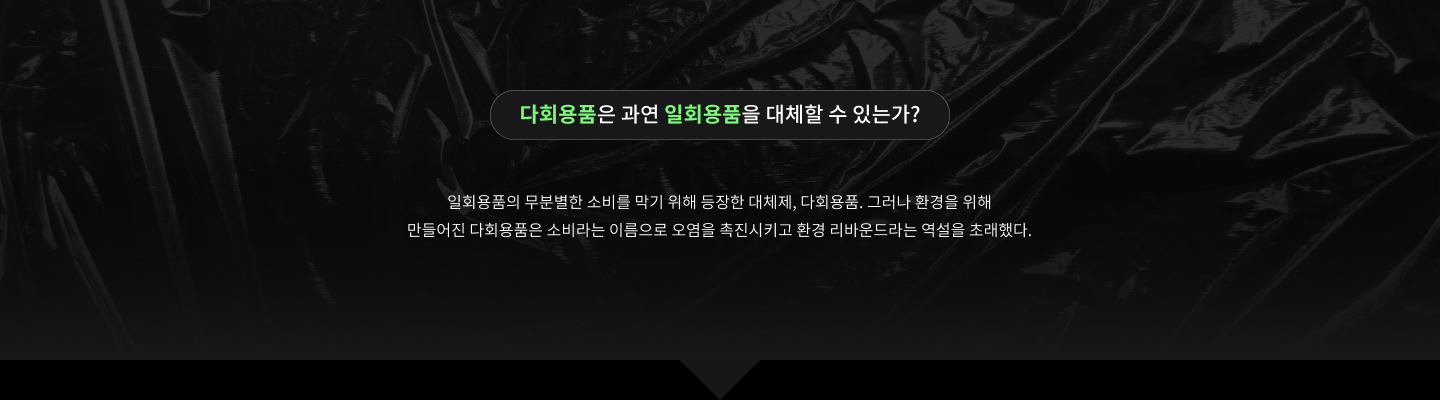 다회용품은 과연 일회용품을 대체할 수 있는가?
일회용품의 무분별한 소비를 막기 위해 등장한 대체제, 다회용품. 그러나 환경을 위해
만들어진 다회용품은 소비라는 이름으로 오염을 촉진시키고 환경 리바운드라는 역설을 초래했다.